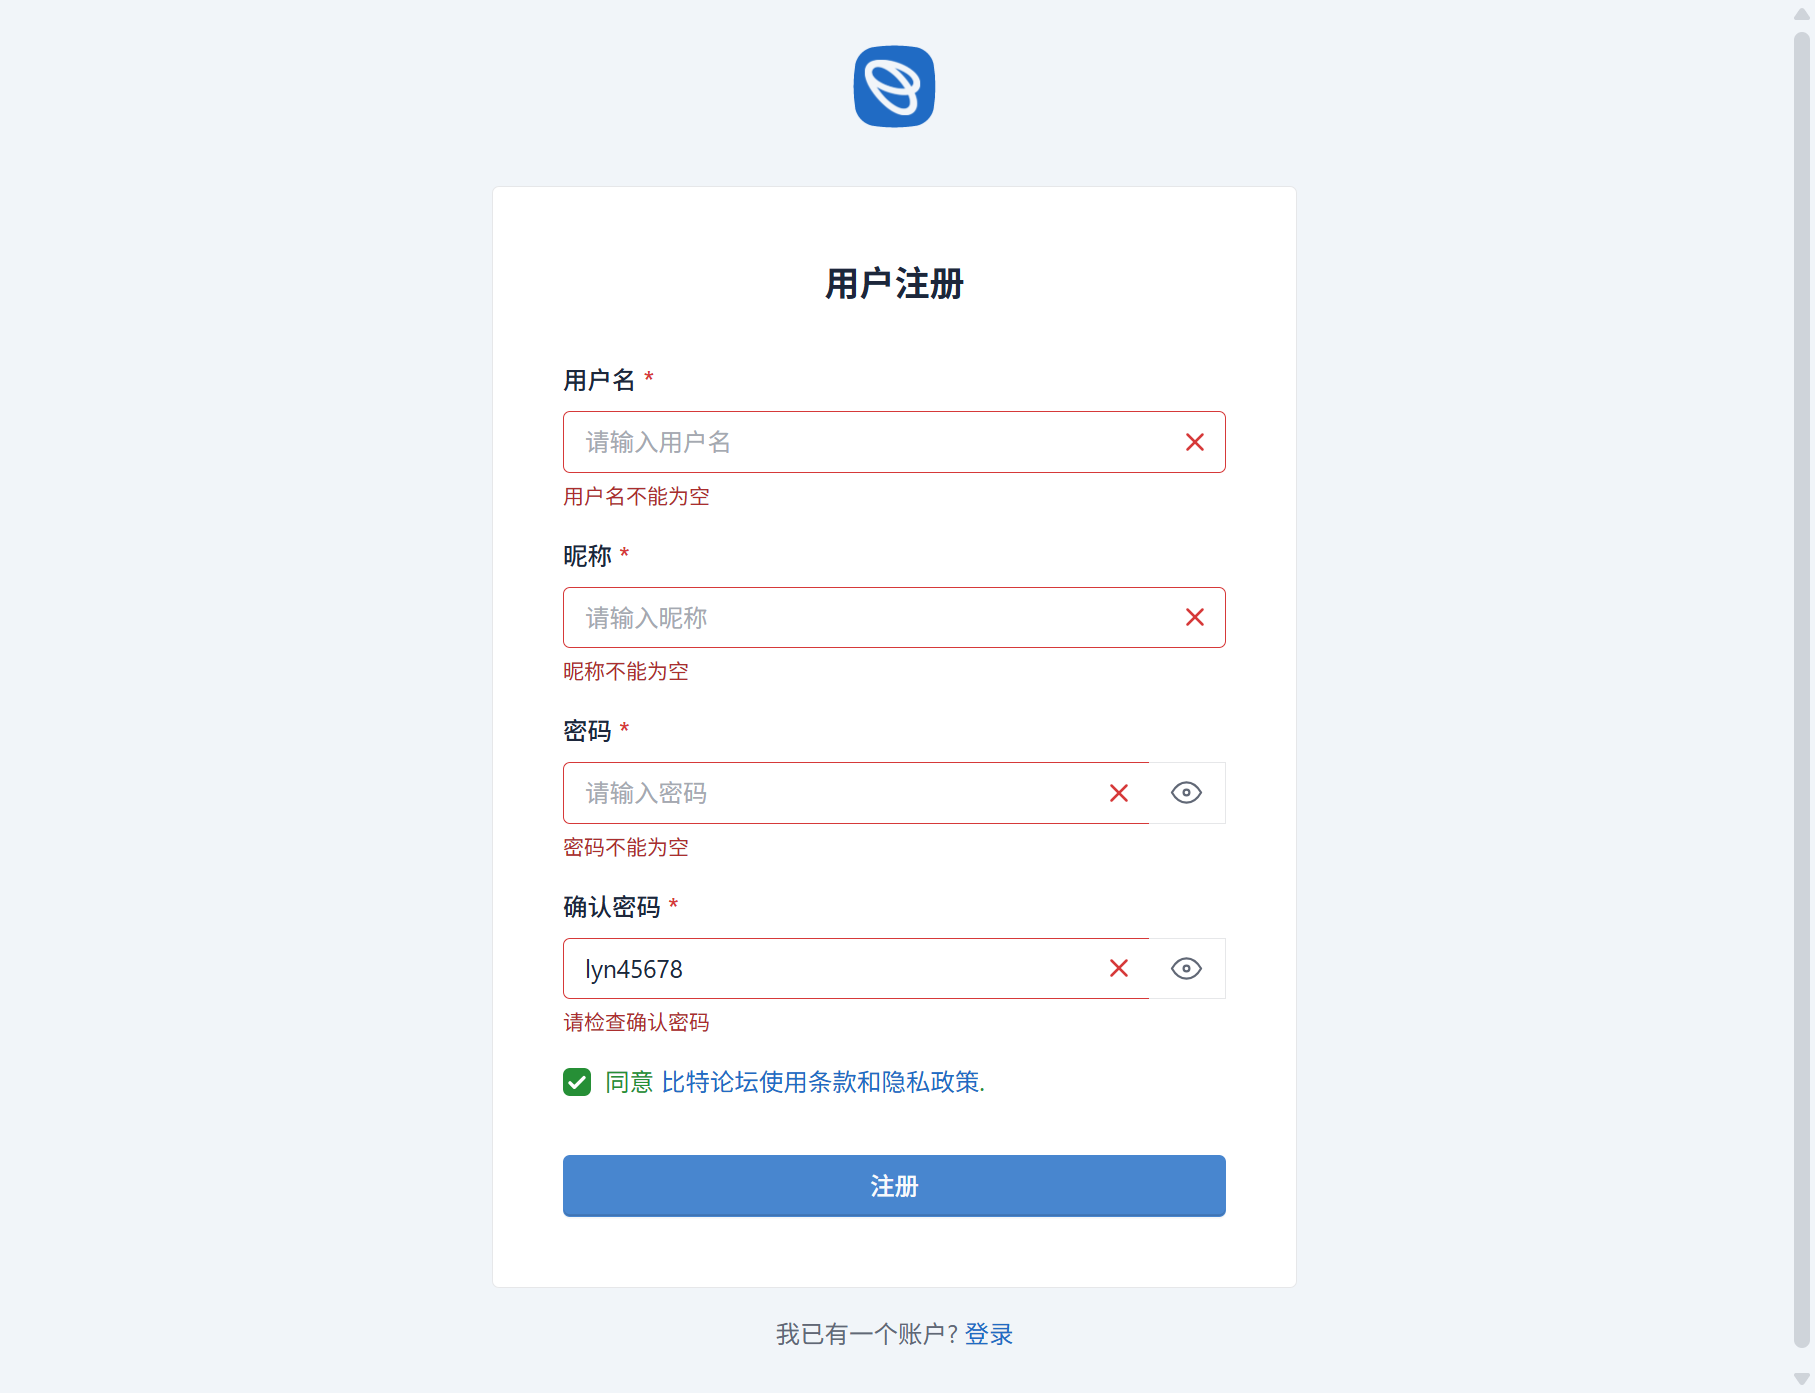 用户注册
用户名 *
请输入用户名
用户名不能为空
昵称 *
请输入昵称
昵称不能为空
密码 *
请输入密码
密码不能为空
确认密码 *
lyn45678
请检查确认密码
同意 比特论坛使用条款和隐私政策.
注册
我已有一个账户? 登录